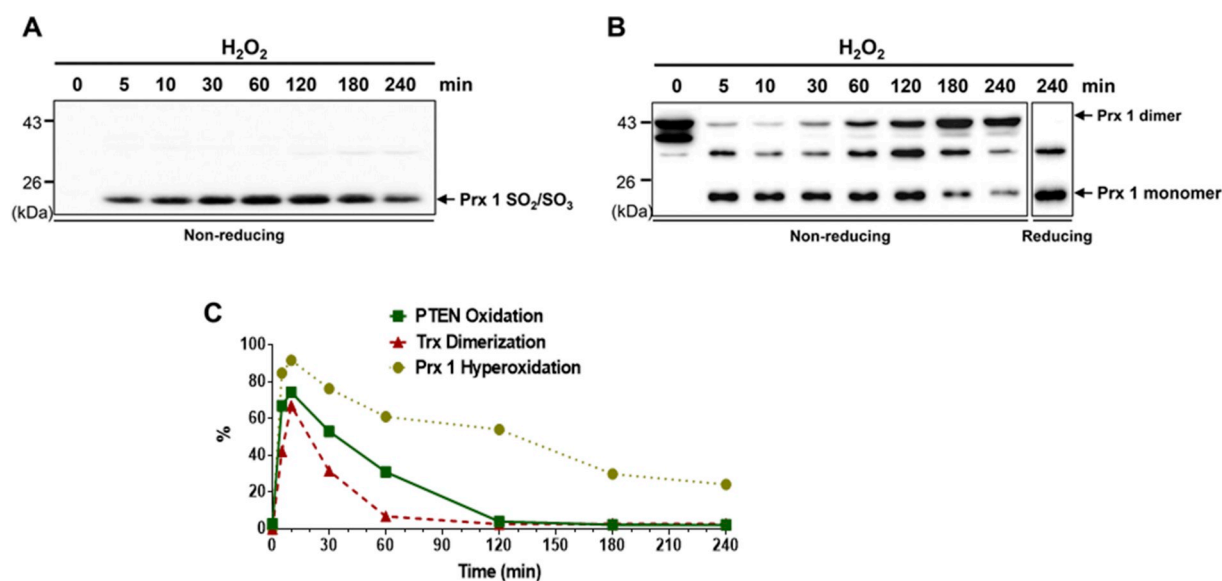 A
H₂O₂
0 5 10 30 60 120 180 240 min
43
26
(kDa)
Prx 1 SO₂/SO₃
Non-reducing
B
H₂O₂
0 5 10 30 60 120 180 240 240 min
43
Prx 1 dimer
26
(kDa)
Prx 1 monomer
Non-reducing Reducing
C
PTEN Oxidation
Trx Dimerization
Prx 1 Hyperoxidation
100
80
60
40
20
0
%
0 30 60 90 120 150 180 210 240
Time (min)